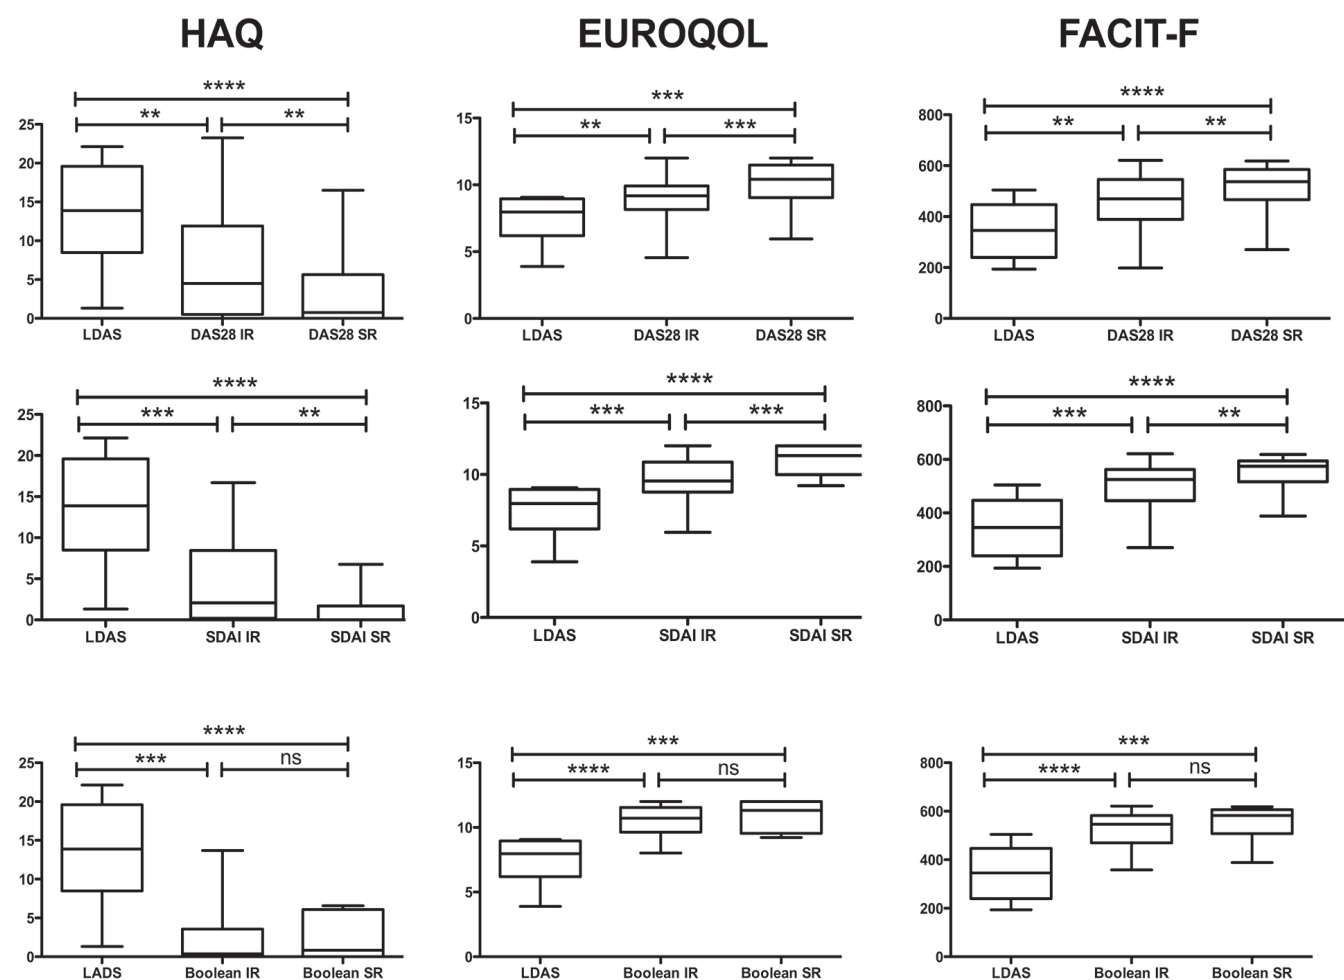 HAQ EUROQOL FACIT-F
**** *** ****
** ** ** *** ** **
25
20
15
10
5
0
LDAS DAS28 IR DAS28 SR
15
10
5
0
LDAS DAS28 IR DAS28 SR
800
600
400
200
0
LDAS DAS28 IR DAS28 SR
**** **** ****
*** ** *** *** *** **
25
20
15
10
5
0
LDAS SDAI IR SDAI SR
15
10
5
0
LDAS SDAI IR SDAI SR
800
600
400
200
0
LDAS SDAI IR SDAI SR
**** *** ***
*** ns **** ns **** ns
25
20
15
10
5
0
LADS Boolean IR Boolean SR
15
10
5
0
LDAS Boolean IR Boolean SR
800
600
400
200
0
LDAS Boolean IR Boolean SR